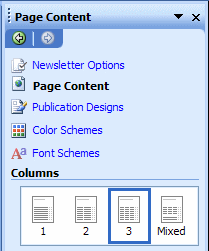 Page Content
Newsletter Options
Page Content
Publication Designs
Color Schemes
Font Schemes
Columns
1 2 3 Mixed